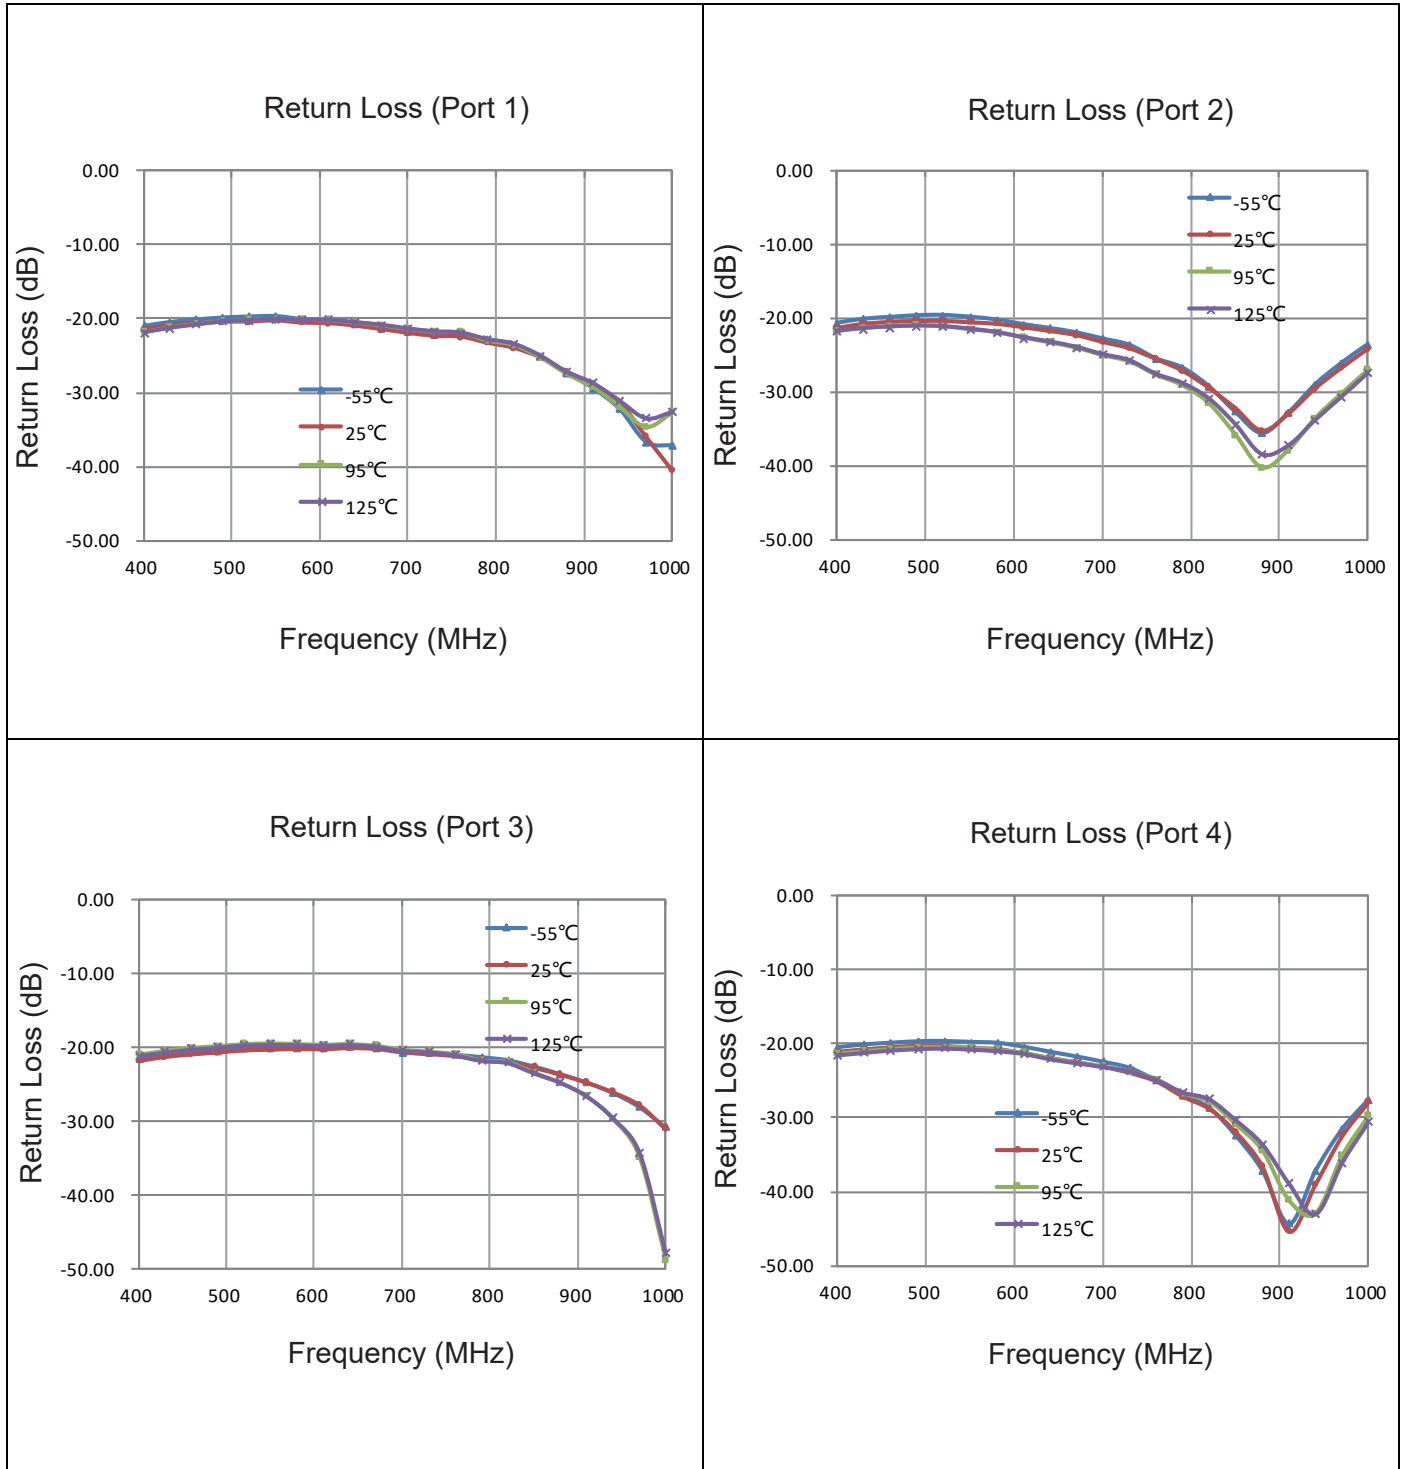 Return Loss (Port 1)
Return Loss (dB)
0.00
-10.00
-20.00
-30.00
-40.00
-50.00
-55℃
25℃
95℃
125℃
400 500 600 700 800 900 1000
Frequency (MHz)
Return Loss (Port 2)
Return Loss (dB)
0.00
-10.00
-20.00
-30.00
-40.00
-50.00
-55℃
25℃
95℃
125℃
400 500 600 700 800 900 1000
Frequency (MHz)
Return Loss (Port 3)
Return Loss (dB)
0.00
-10.00
-20.00
-30.00
-40.00
-50.00
-55℃
25℃
95℃
125℃
400 500 600 700 800 900 1000
Frequency (MHz)
Return Loss (Port 4)
Return Loss (dB)
0.00
-10.00
-20.00
-30.00
-40.00
-50.00
-55℃
25℃
95℃
125℃
400 500 600 700 800 900 1000
Frequency (MHz)